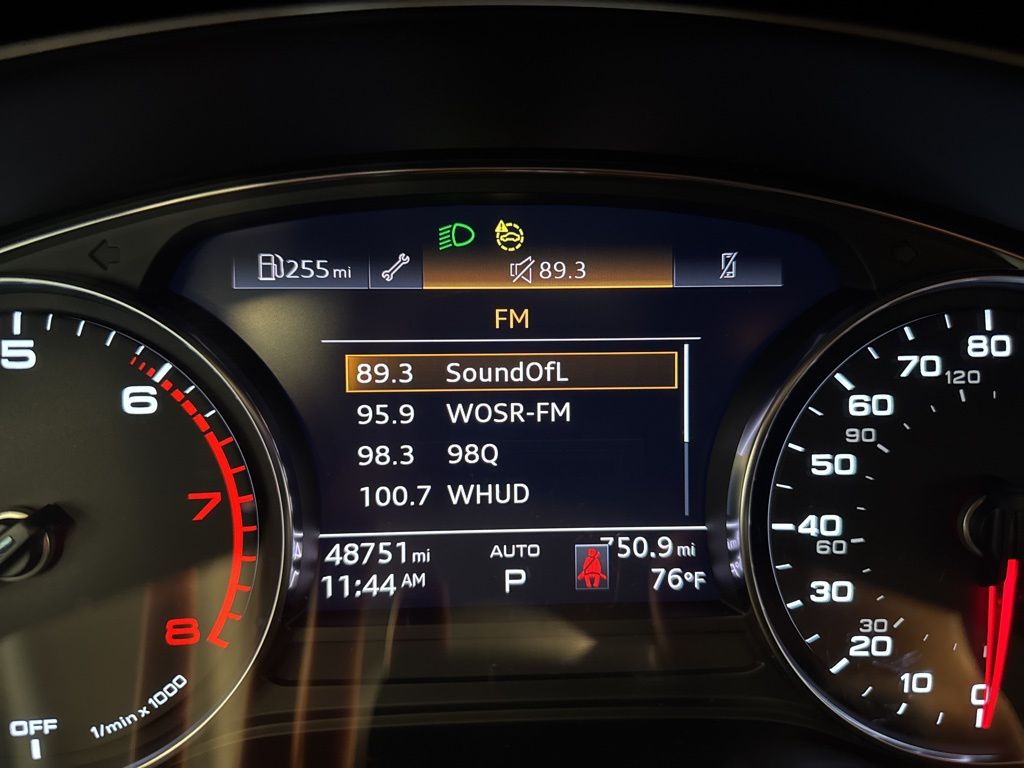 255 mi
89.3
FM
89.3 SoundOfL
95.9 WOSR-FM
98.3 98Q
100.7 WHUD
48751 mi
AUTO
750.9 mi
11:44 AM
P
76°F
5
6
7
8
1/min x 1000
OFF
80
70
120
60
90
50
40
60
30
30
20
10
0